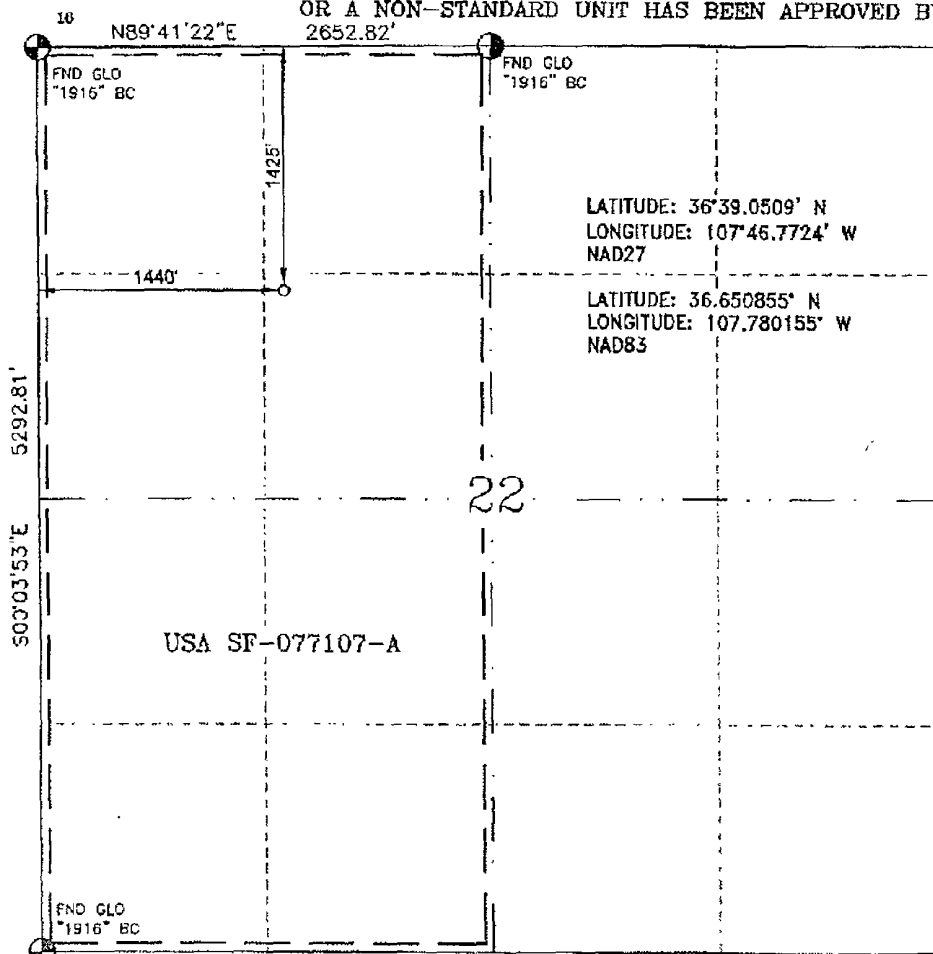 OR A NON-STANDARD UNIT HAS BEEN APPROVED B
16
N89°41'22"E 2652.82'
FND GLO
"1916" BC
FND GLO
"1916" BC
1425'
LATITUDE: 36°39.0509' N
LONGITUDE: 107°46.7724' W
NAD27
1440'
LATITUDE: 36.650855° N
LONGITUDE: 107.780155° W
NAD83
5292.81'
22
S00°03'53"E
USA SF-077107-A
FND GLO
"1916" BC